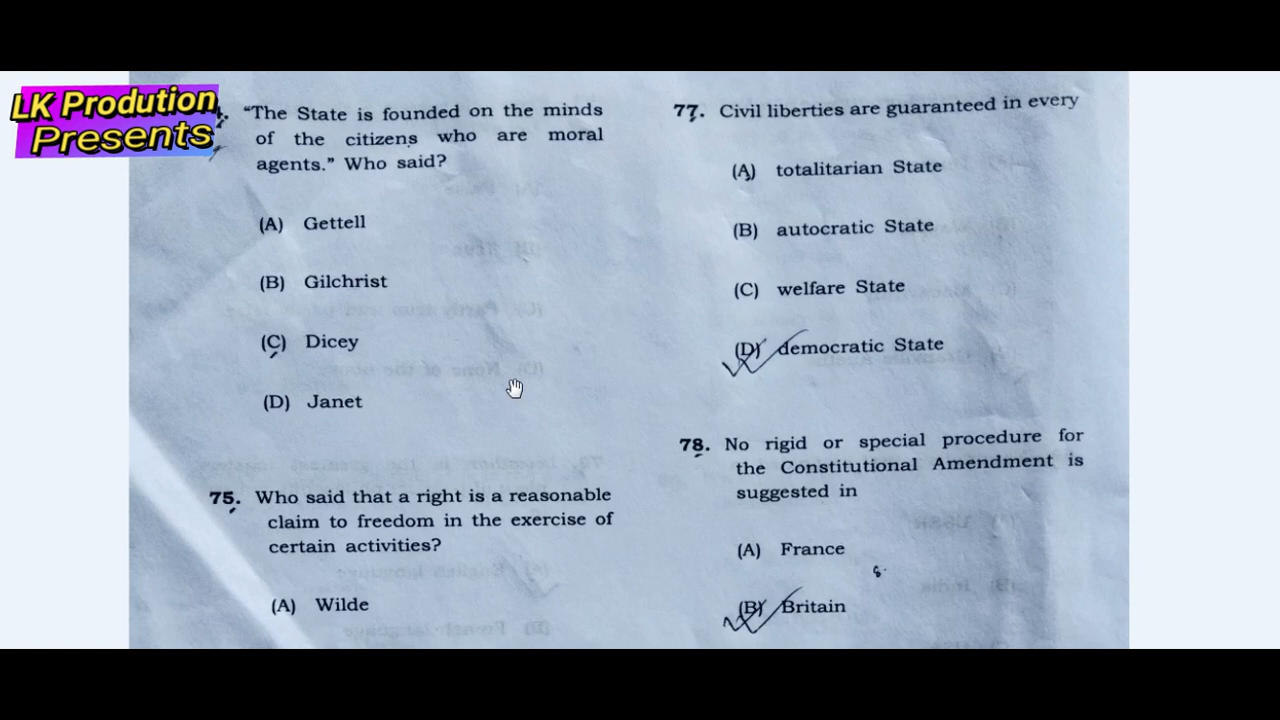 LK Prodution
Presents
“The State is founded on the minds
of the citizens who are moral
agents.” Who said?
(A) Gettell
(B) Gilchrist
(C) Dicey
(D) Janet
75. Who said that a right is a reasonable
claim to freedom in the exercise of
certain activities?
(A) Wilde
77. Civil liberties are guaranteed in every
(A) totalitarian State
(B) autocratic State
(C) welfare State
(D) democratic State
78. No rigid or special procedure for
the Constitutional Amendment is
suggested in
(A) France
(B) Britain